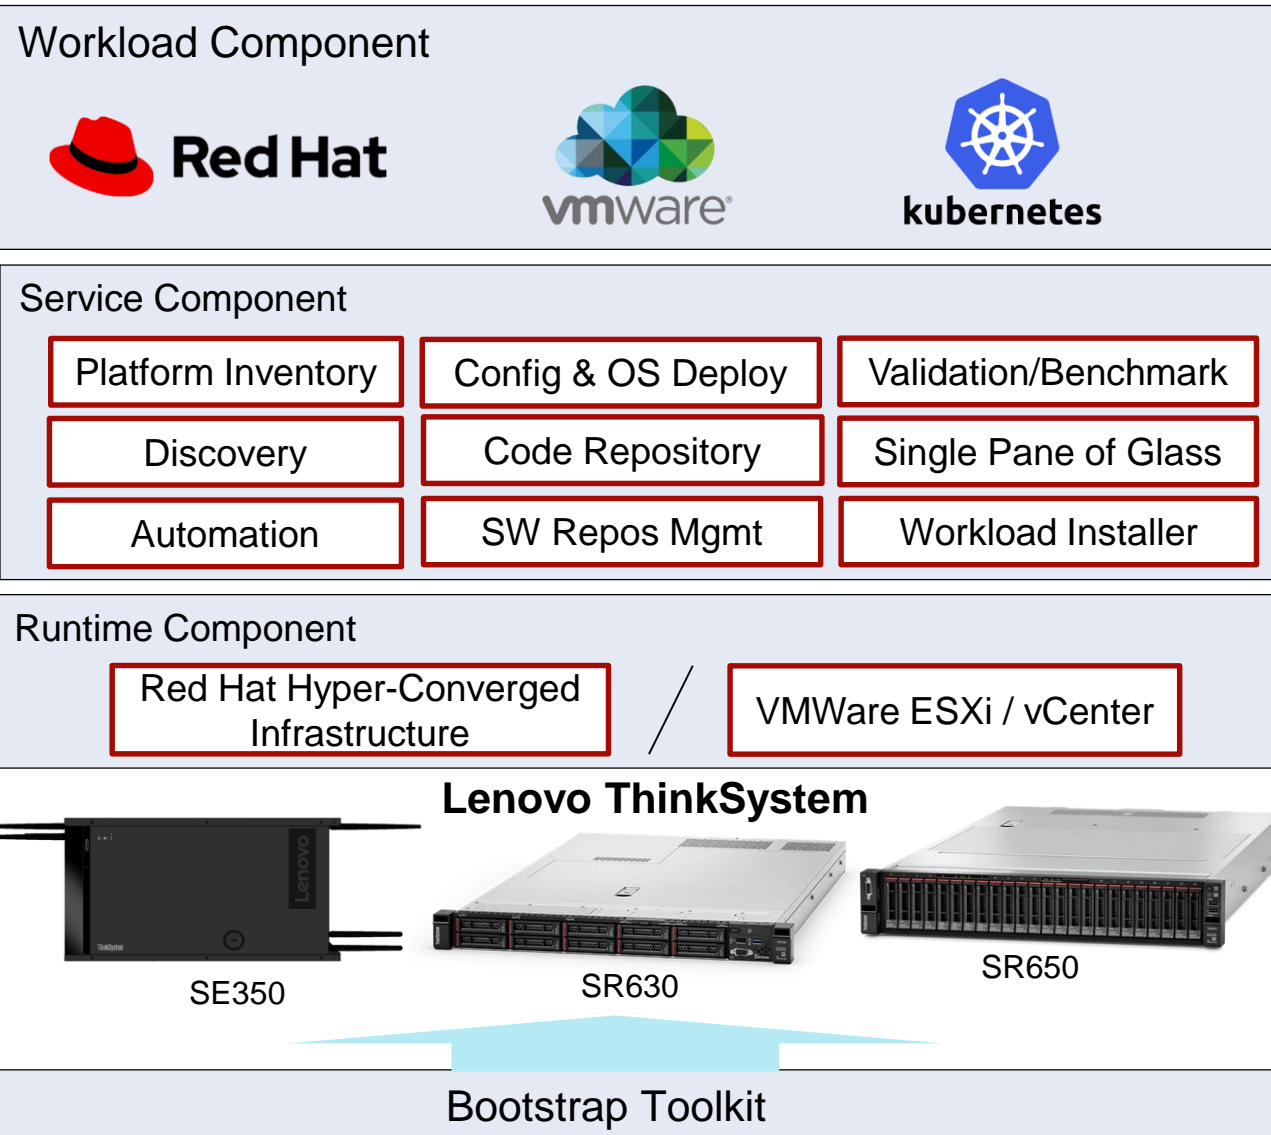 Workload Component
Red Hat
vmware®
kubernetes
Service Component
Platform Inventory
Config & OS Deploy
Validation/Benchmark
Discovery
Code Repository
Single Pane of Glass
Automation
SW Repos Mgmt
Workload Installer
Runtime Component
Red Hat Hyper-Converged
Infrastructure
/
VMWare ESXi / vCenter
Lenovo ThinkSystem
Lenovo
ThinkSystem
SE350
SR630
SR650
Bootstrap Toolkit